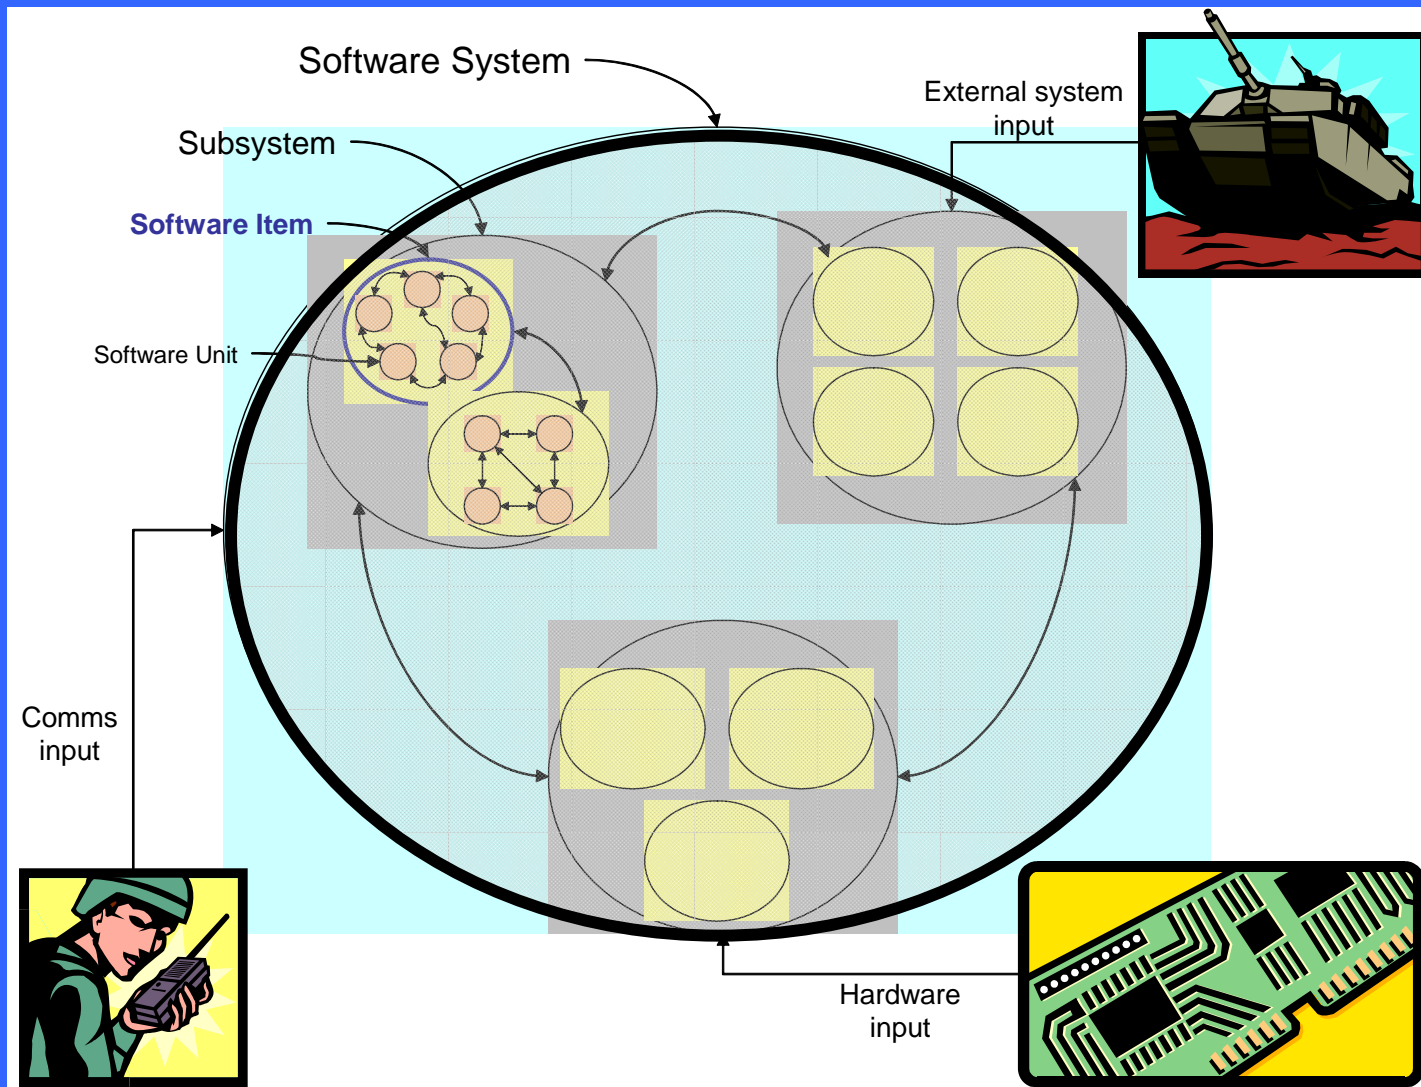 Software System
External system
input
Subsystem
Software Item
Software Unit
Comms
input
Hardware
input